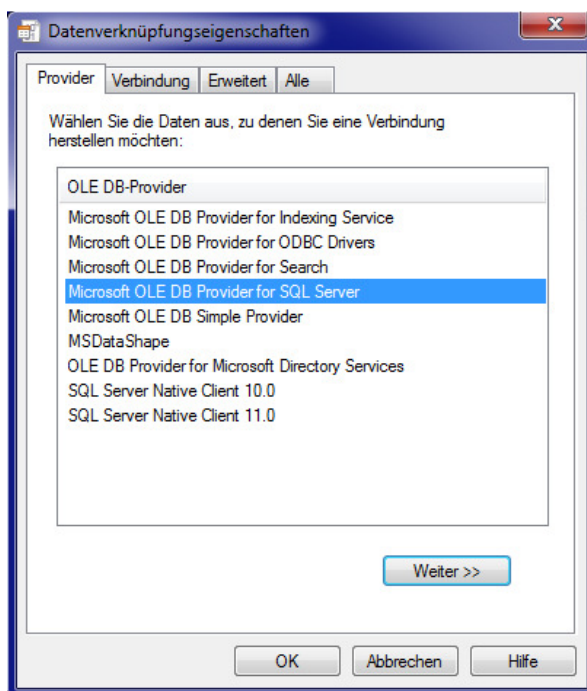 Datenverknüpfungseigenschaften
Provider Verbindung Erweitert Alle
Wählen Sie die Daten aus, zu denen Sie eine Verbindung
herstellen möchten:
OLE DB-Provider
Microsoft OLE DB Provider for Indexing Service
Microsoft OLE DB Provider for ODBC Drivers
Microsoft OLE DB Provider for Search
Microsoft OLE DB Provider for SQL Server
Microsoft OLE DB Simple Provider
MSDataShape
OLE DB Provider for Microsoft Directory Services
SQL Server Native Client 10.0
SQL Server Native Client 11.0
Weiter >>
OK Abbrechen Hilfe